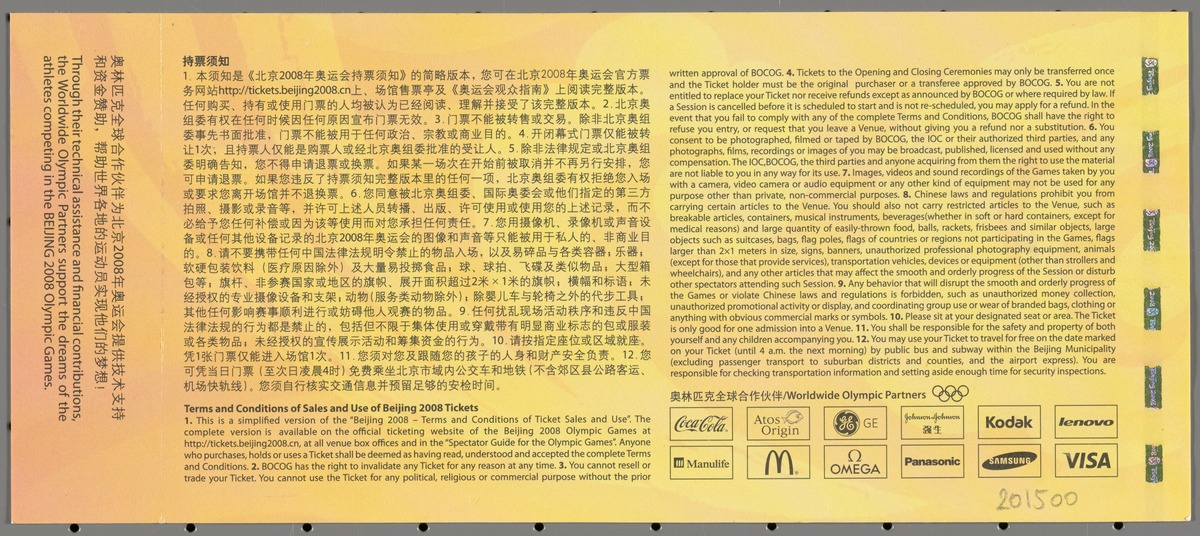 奥林匹克全球合作伙伴为北京2008年奥运会提供技术支持
和资金赞助，帮助世界各地的运动员实现他们的梦想！
Through their technical assistance and financial contributions,
the Worldwide Olympic Partners support the dreams of the
athletes competing in the BEIJING 2008 Olympic Games.
持票须知
1. 本须知是《北京2008年奥运会持票须知》的简略版本，您可在北京2008年奥运会官方票
务网站http://tickets.beijing2008.cn上、场馆售票亭及《奥运会观众指南》上阅读完整版本。
任何购买、持有或使用门票的人均被认为已经阅读、理解并接受了该完整版本。2. 北京奥
组委有权在任何时候因任何原因宣布门票无效。3. 门票不可被转售或交易。除非北京奥组
委事先书面批准，门票不能被用于任何政治、宗教或商业目的。4. 开闭幕式门票仅能被转
让1次，且持票人仅能是购票人或经北京奥组委批准的受让人。5. 除非法律规定或北京奥组
委明确告知，您不得申请退票或换票。如果某一场次在开始前被取消并不再另行安排，您
可申请退票。如果您违反了持票须知完整版本里的任何一项，北京奥组委有权拒绝您入场
或要求您离开场馆并不退换票。6. 您同意被北京奥组委、国际奥委会或他们指定的第三方
拍照、摄影或录音等，并许可上述人员转播、出版、许可使用或使用您的上述记录，而不
必给予您任何补偿或因为该等使用而对您承担任何责任。7. 您用摄像机、录像机或声音设
备或任何其他设备记录的北京2008年奥运会的图像和声音等只能被用于私人的、非商业目
的。8. 请不要携带任何中国法律法规明令禁止的物品入场，以及易碎品与各类容器；乐器；
软硬包装饮料（医疗原因除外）及大量易投掷食品；球、球拍、飞碟及类似物品；大型箱
包等；旗杆、非参赛国家或地区的旗帜、展开面积超过2米×1米的旗帜；横幅和标语；未
经授权的专业摄像设备和支架；动物（服务类动物除外）；除婴儿车与轮椅之外的代步工具；
其他任何影响赛事顺利进行或妨碍他人观赛的物品。9. 任何扰乱现场活动秩序和违反中国
法律法规的行为都是禁止的，包括但不限于集体使用或穿戴带有明显商业标志的包或服装
或各类物品；未经授权的宣传展示活动和筹集资金的行为。10. 请按指定座位或区域就座。
凭1张门票仅能进入场馆1次。11. 您须对您及跟随您的孩子的人身和财产安全负责。12. 您
可凭当日门票（至次日凌晨4时）免费乘坐北京市域内公交车和地铁（不含郊区县公路客运、
机场快轨线）。您须自行核实交通信息并预留足够的安检时间。
Terms and Conditions of Sales and Use of Beijing 2008 Tickets
1. This is a simplified version of the "Beijing 2008 – Terms and Conditions of Ticket Sales and Use". The
complete version is available on the official ticketing website of the Beijing 2008 Olympic Games at
http://tickets.beijing2008.cn, at all venue box offices and in the "Spectator Guide for the Olympic Games". Anyone
who purchases, holds or uses a Ticket shall be deemed as having read, understood and accepted the complete Terms
and Conditions. 2. BOCOG has the right to invalidate any Ticket for any reason at any time. 3. You cannot resell or
trade your Ticket. You cannot use the Ticket for any political, religious or commercial purpose without the prior
written approval of BOCOG. 4. Tickets to the Opening and Closing Ceremonies may only be transferred once
and the Ticket holder must be the original purchaser or a transferee approved by BOCOG. 5. You are not
entitled to replace your Ticket nor receive refunds except as announced by BOCOG or where required by law. If
a Session is cancelled before it is scheduled to start and is not re-scheduled, you may apply for a refund. In the
event that you fail to comply with any of the complete Terms and Conditions, BOCOG shall have the right to
refuse you entry, or request that you leave a Venue, without giving you a refund nor a substitution. 6. You
consent to be photographed, filmed or taped by BOCOG, the IOC or their authorized third parties, and any
photographs, films, recordings or images of you may be broadcast, published, licensed and used without any
compensation. The IOC,BOCOG, the third parties and anyone acquiring from them the right to use the material
are not liable to you in any way for its use. 7. Images, videos and sound recordings of the Games taken by you
with a camera, video camera or audio equipment or any other kind of equipment may not be used for any
purpose other than private, non-commercial purposes. 8. Chinese laws and regulations prohibit you from
carrying certain articles to the Venue. You should also not carry restricted articles to the Venue, such as
breakable articles, containers, musical instruments, beverages(whether in soft or hard containers, except for
medical reasons) and large quantity of easily-thrown food, balls, rackets, frisbees and similar objects, large
objects such as suitcases, bags, flag poles, flags of countries or regions not participating in the Games, flags
larger than 2×1 meters in size, signs, banners, unauthorized professional photography equipment, animals
(except for those that provide services), transportation vehicles, devices or equipment (other than strollers and
wheelchairs), and any other articles that may affect the smooth and orderly progress of the Session or disturb
other spectators attending such Session. 9. Any behavior that will disrupt the smooth and orderly progress of
the Games or violate Chinese laws and regulations is forbidden, such as unauthorized money collection,
unauthorized promotional activity or display, and coordinating group use or wear of branded bags, clothing or
anything with obvious commercial marks or symbols. 10. Please sit at your designated seat or area. The Ticket
is only good for one admission into a Venue. 11. You shall be responsible for the safety and property of both
yourself and any children accompanying you. 12. You may use your Ticket to travel for free on the date marked
on your Ticket (until 4 a.m. the next morning) by public bus and subway within the Beijing Municipality
(excluding passenger transport to suburban districts and counties, and the airport express). You are
responsible for checking transportation information and setting aside enough time for security inspections.
奥林匹克全球合作伙伴/Worldwide Olympic Partners
Coca-Cola Atos Origin GE Johnson & Johnson 强生 Kodak lenovo
Manulife M OMEGA Panasonic SAMSUNG VISA
201500